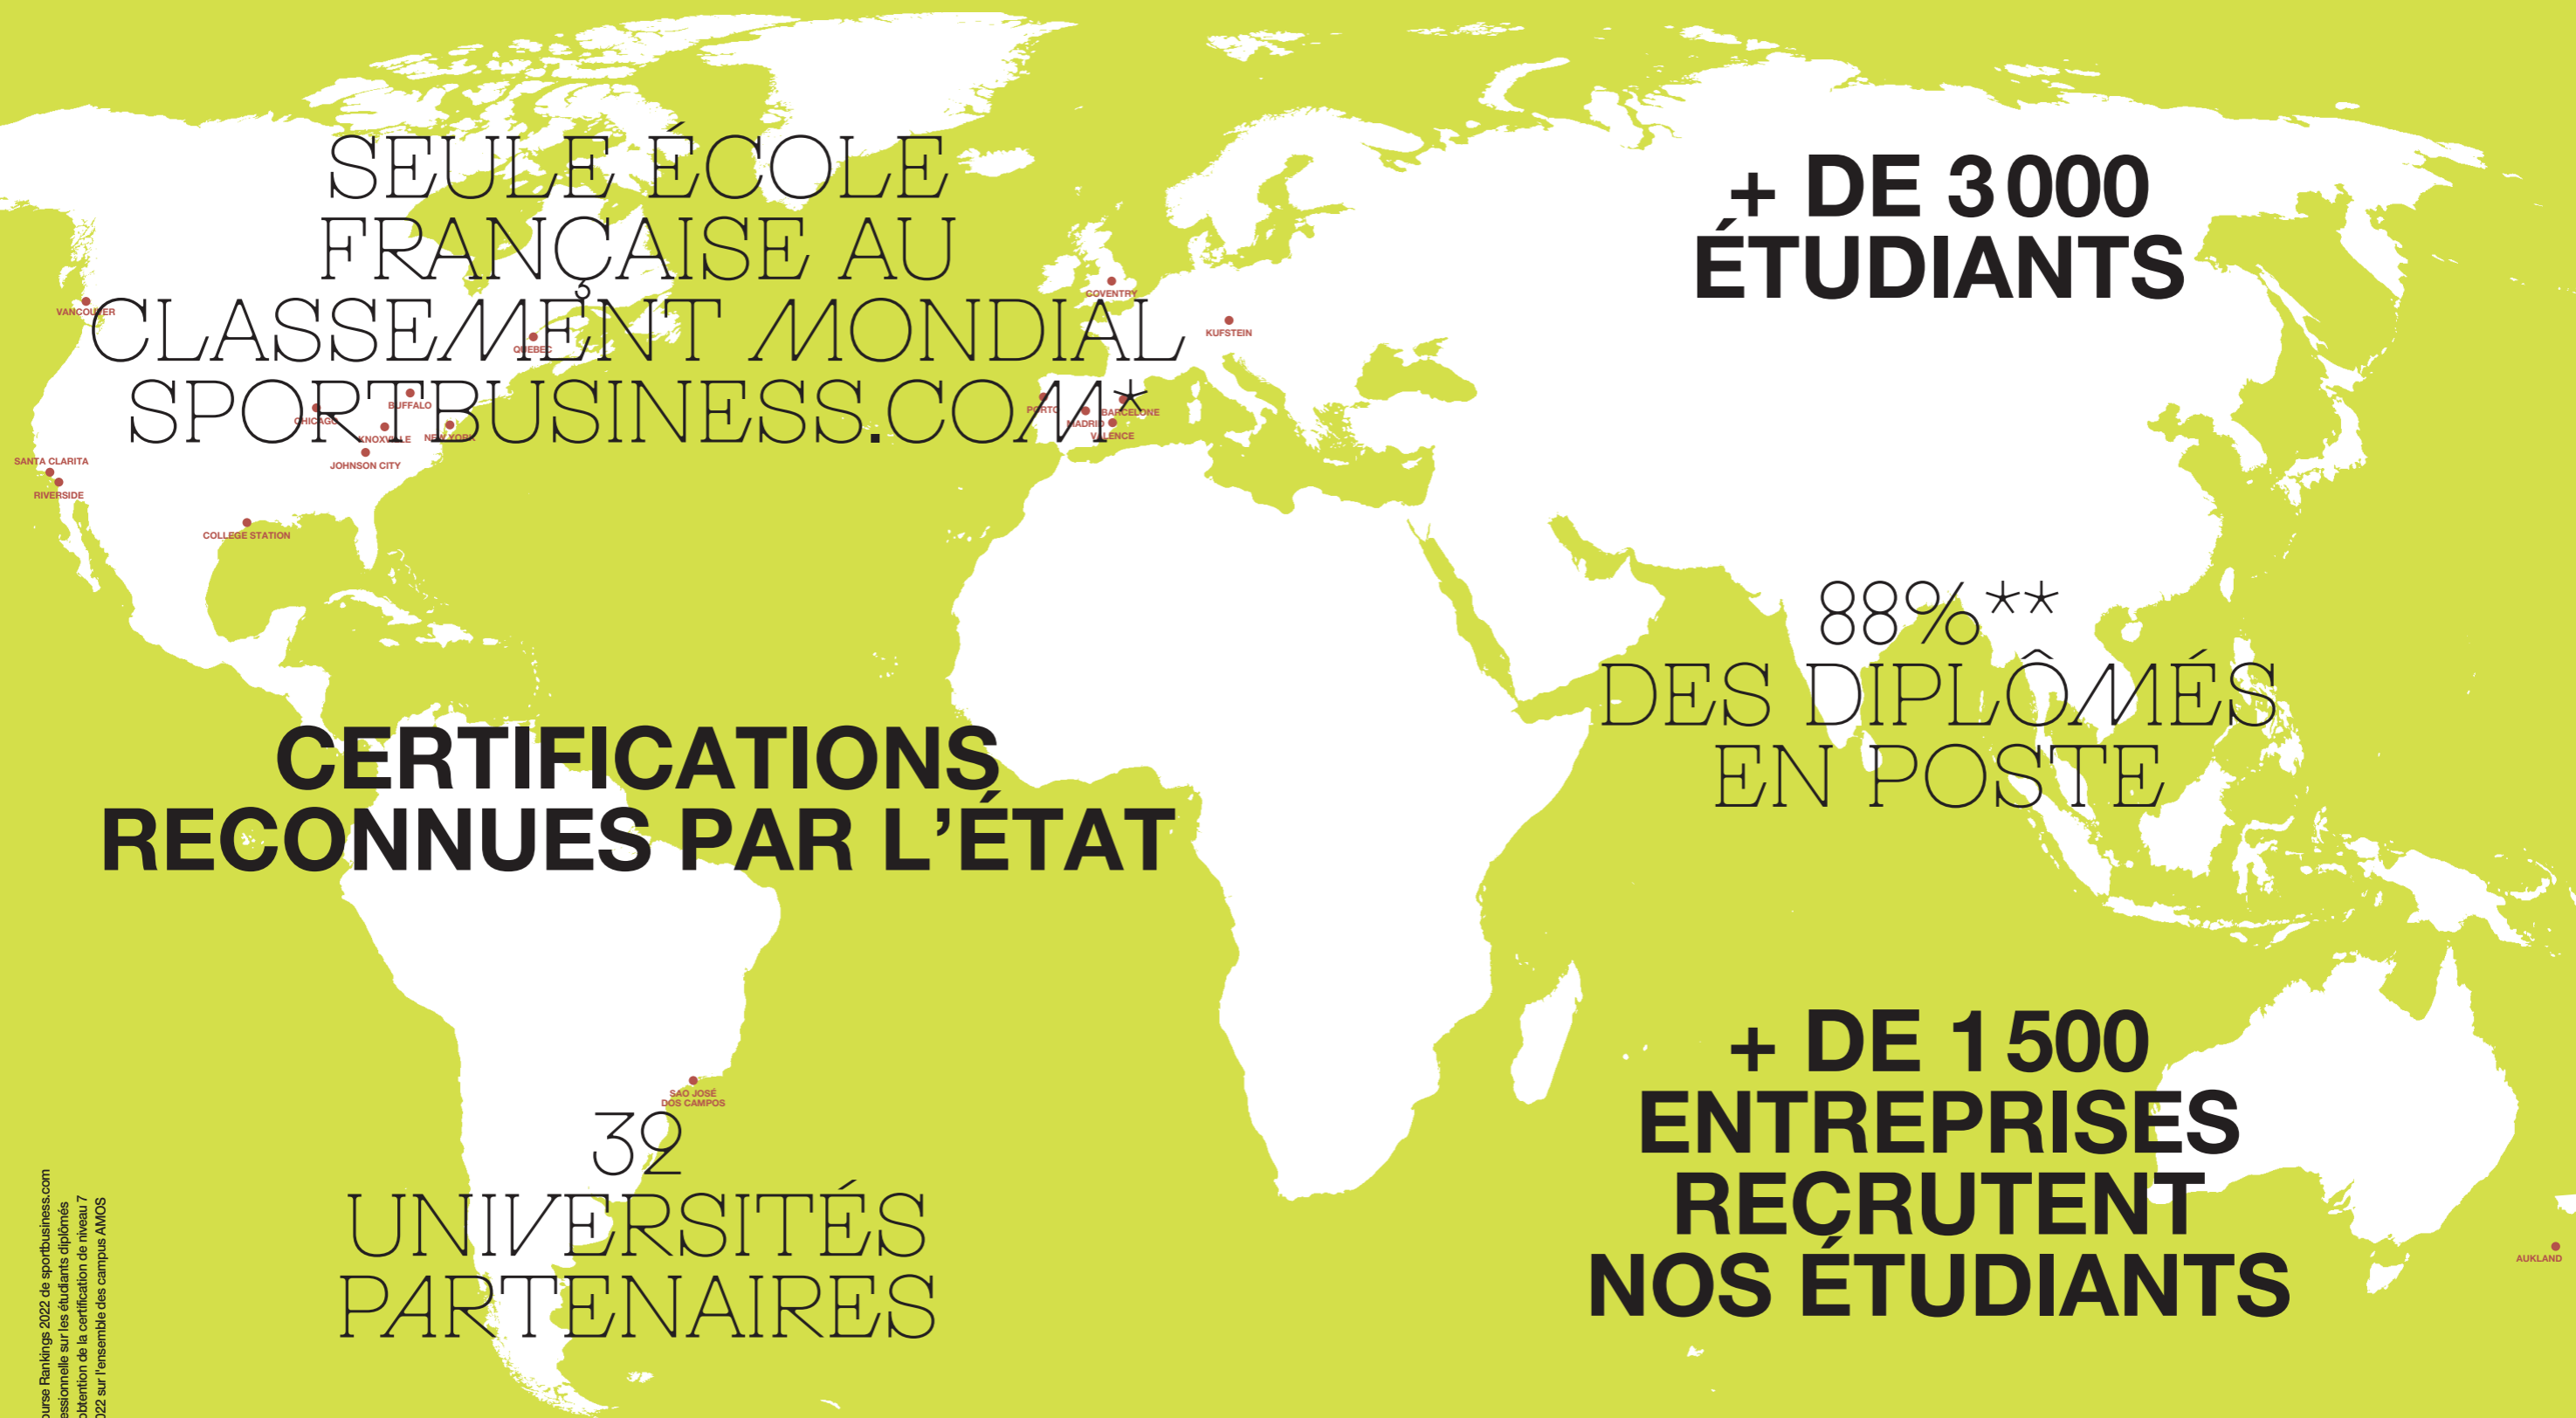 SEULE ÉCOLE
FRANÇAISE AU
CLASSEMENT MONDIAL
SPORTBUSINESS.COM*
+ DE 3 000
ÉTUDIANTS
VANCOUVER
QUEBEC
COVENTRY
KUFSTEIN
CHICAGO
BUFFALO
KNOXVILLE
NEW YORK
JOHNSON CITY
PORTO
MADRID
BARCELONE
VALENCE
SANTA CLARITA
RIVERSIDE
COLLEGE STATION
88%**
DES DIPLÔMÉS
EN POSTE
CERTIFICATIONS
RECONNUES PAR L’ÉTAT
+ DE 1 500
ENTREPRISES
RECRUTENT
NOS ÉTUDIANTS
SAO JOSÉ
DOS CAMPOS
32
UNIVERSITÉS
PARTENAIRES
AUKLAND
Rankings 2022 de sportbusiness.com
sur les étudiants diplômés
obtention de la certification de niveau 7
sur l'ensemble des campus AMOS